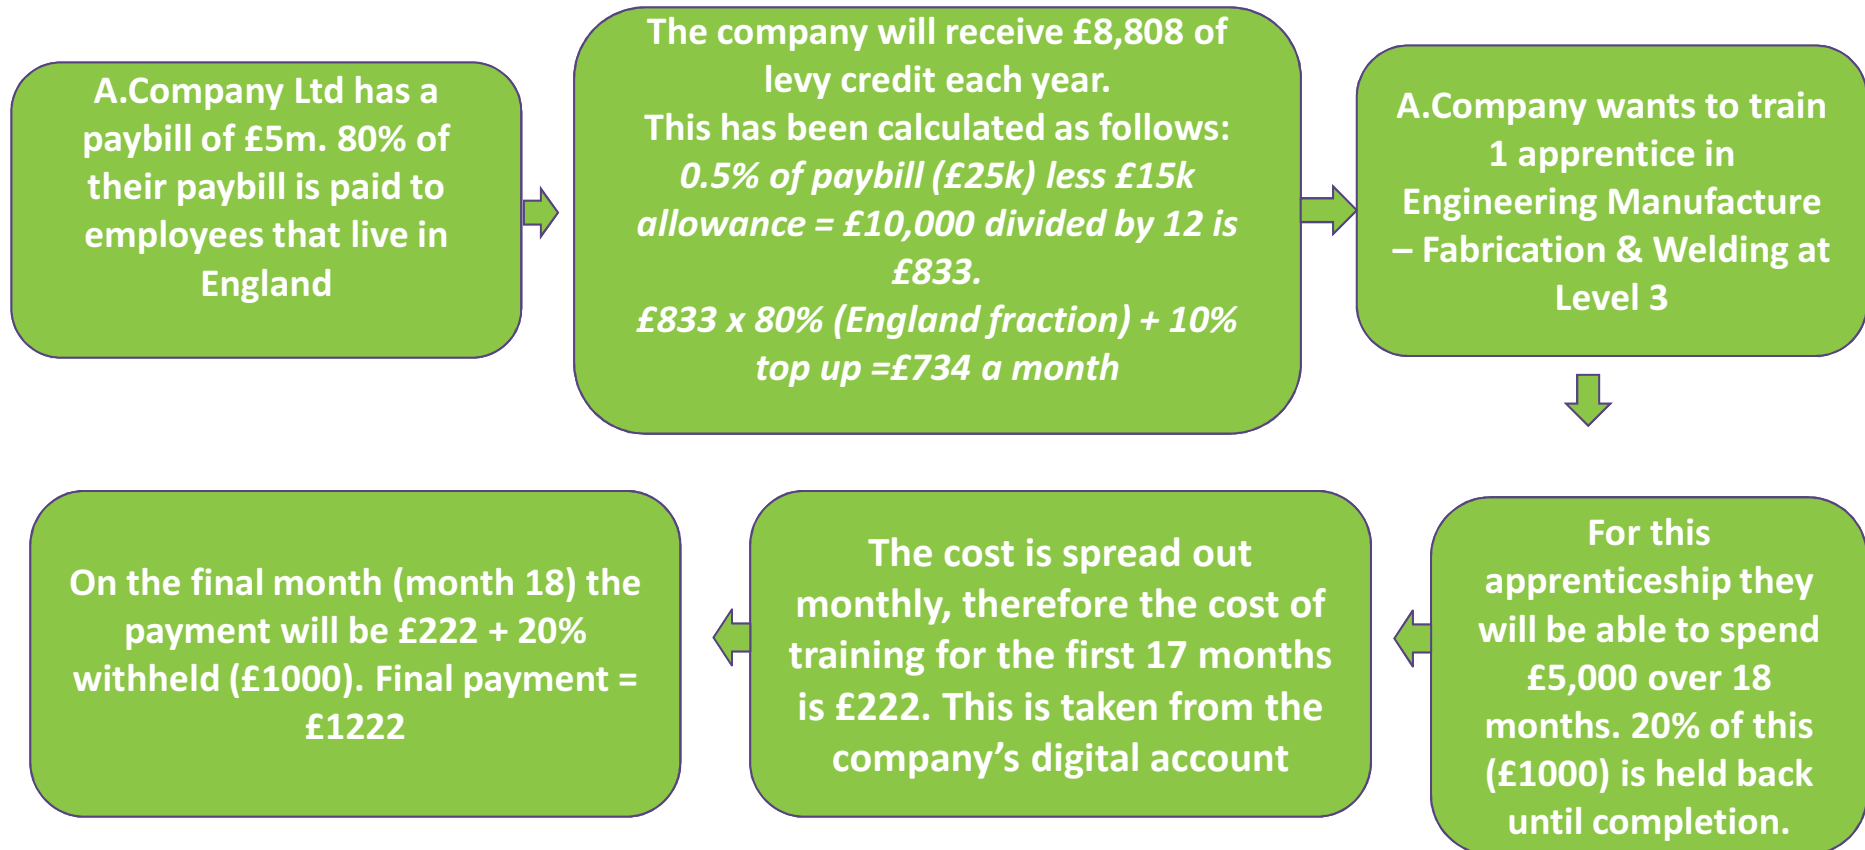 A.Company Ltd has a
paybill of £5m. 80% of
their paybill is paid to
employees that live in
England
The company will receive £8,808 of
levy credit each year.
This has been calculated as follows:
0.5% of paybill (£25k) less £15k
allowance = £10,000 divided by 12 is
£833.
£833 x 80% (England fraction) + 10%
top up =£734 a month
A.Company wants to train
1 apprentice in
Engineering Manufacture
– Fabrication & Welding at
Level 3
For this
apprenticeship they
will be able to spend
£5,000 over 18
months. 20% of this
(£1000) is held back
until completion.
The cost is spread out
monthly, therefore the cost of
training for the first 17 months
is £222. This is taken from the
company’s digital account
On the final month (month 18) the
payment will be £222 + 20%
withheld (£1000). Final payment =
£1222